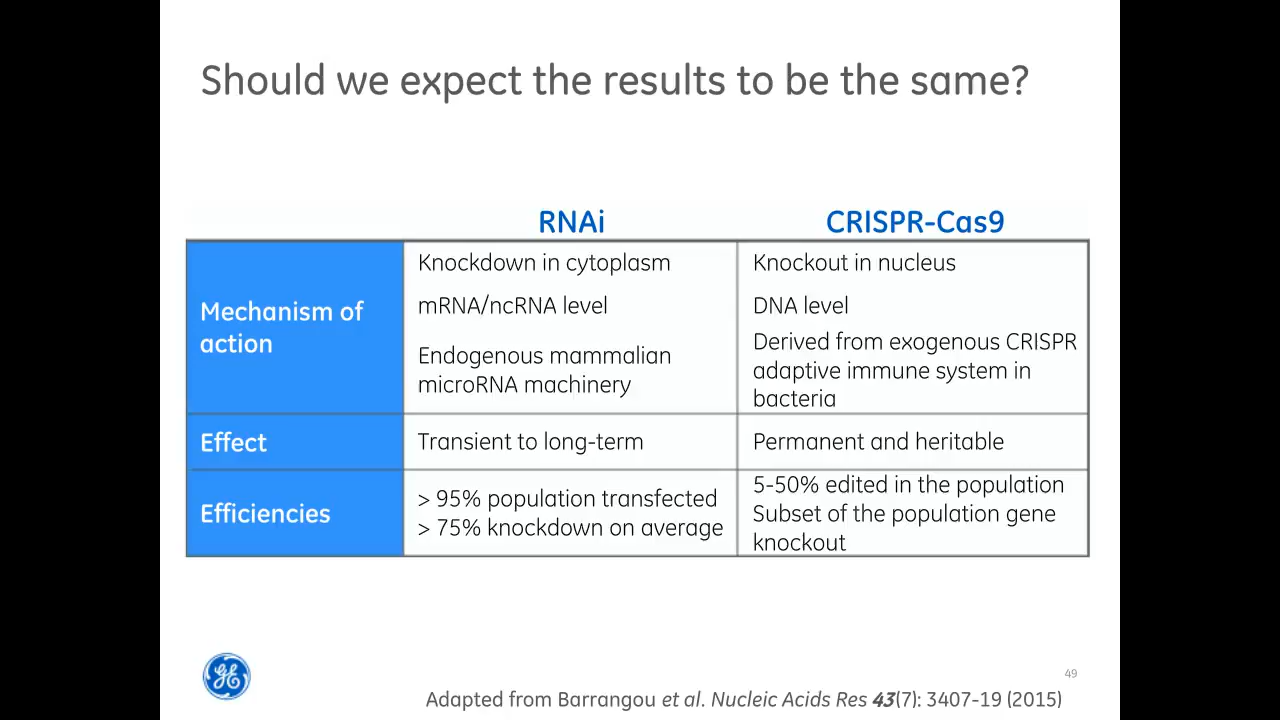 Should we expect the results to be the same?
RNAi
CRISPR-Cas9
Mechanism of
action
Knockdown in cytoplasm
mRNA/ncRNA level
Endogenous mammalian
microRNA machinery
Knockout in nucleus
DNA level
Derived from exogenous CRISPR
adaptive immune system in
bacteria
Effect
Transient to long-term
Permanent and heritable
Efficiencies
> 95% population transfected
> 75% knockdown on average
5-50% edited in the population
Subset of the population gene
knockout
GE
49
Adapted from Barrangou et al. Nucleic Acids Res 43(7): 3407-19 (2015)